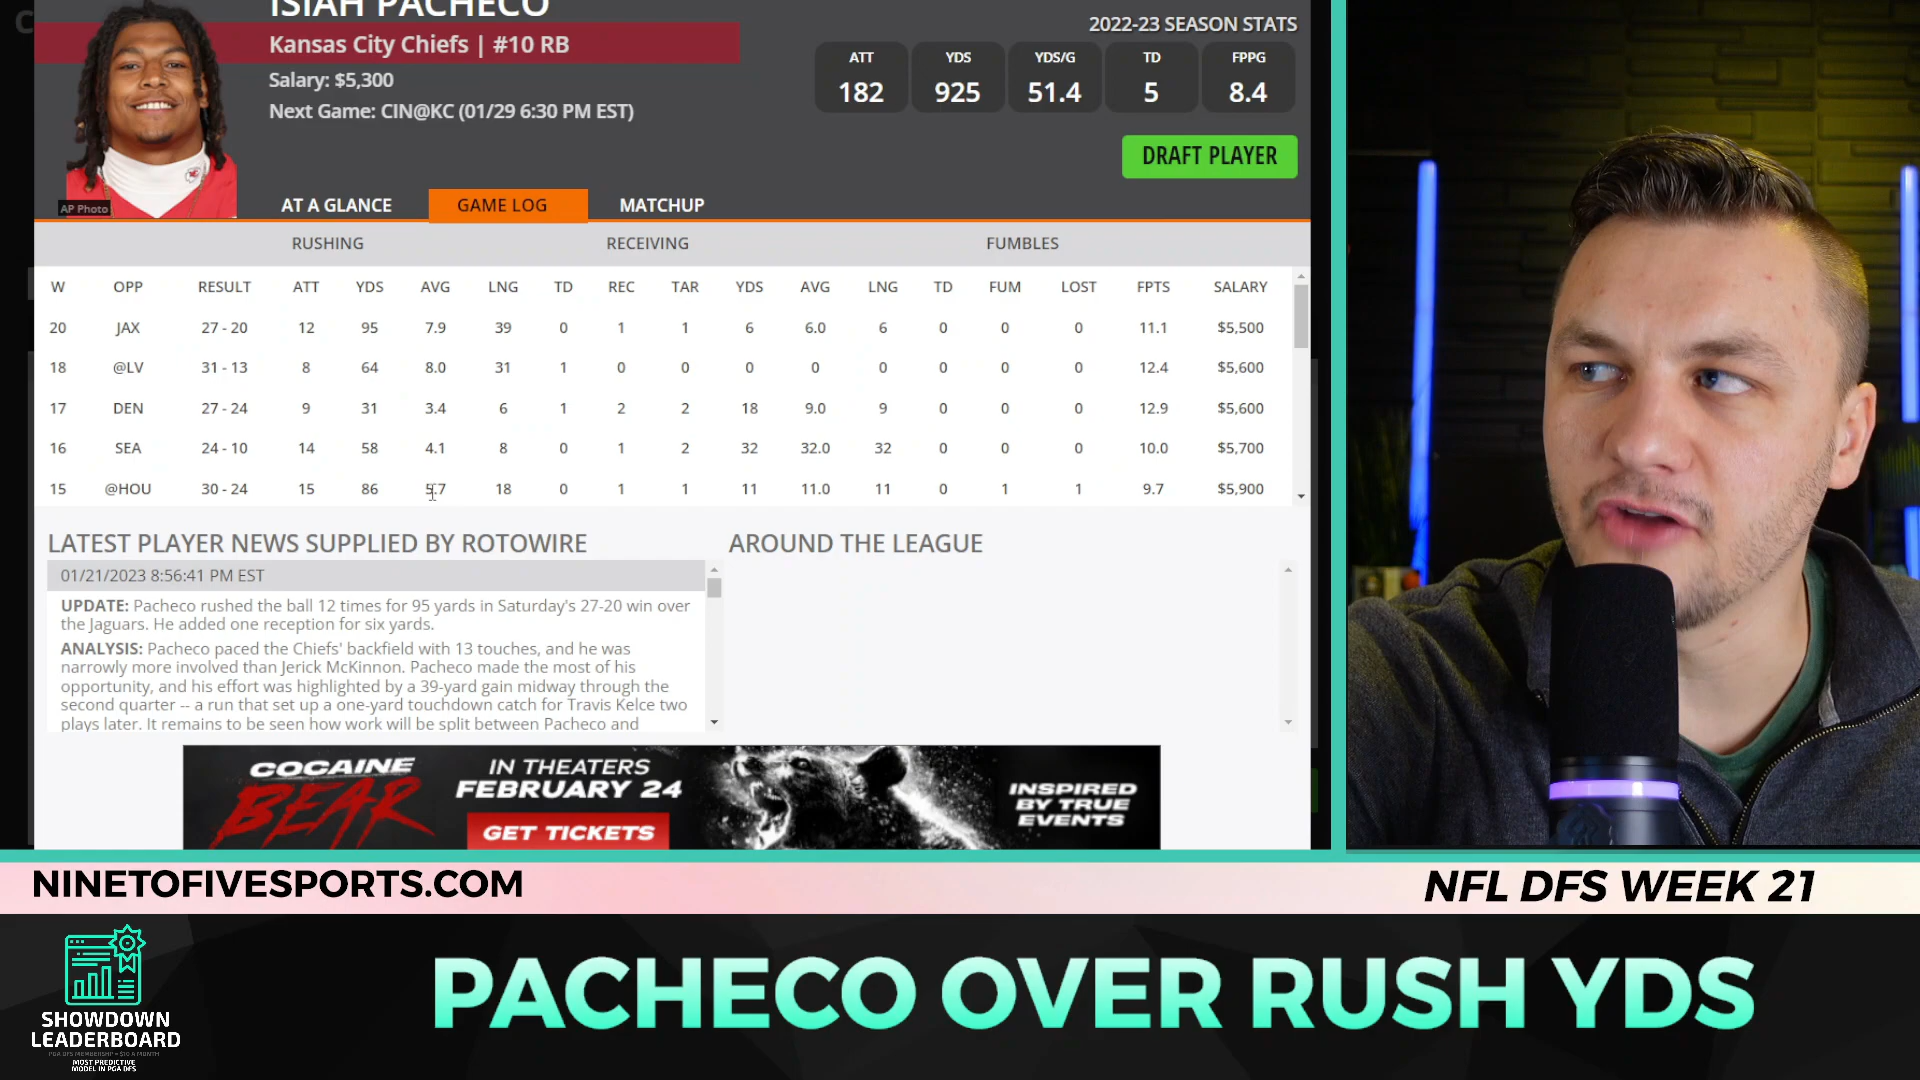 ISIAH PACHECO
Kansas City Chiefs | #10 RB
Salary: $5,300
Next Game: CIN@KC (01/29 6:30 PM EST)
AP Photo
2022-23 SEASON STATS
ATT YDS YDS/G TD FPPG
182 925 51.4 5 8.4
DRAFT PLAYER
AT A GLANCE GAME LOG MATCHUP
RUSHING RECEIVING FUMBLES
W OPP RESULT ATT YDS AVG LNG TD REC TAR YDS AVG LNG TD FUM LOST FPTS SALARY
20 JAX 27 - 20 12 95 7.9 39 0 1 1 6 6.0 6 0 0 0 11.1 $5,500
18 @LV 31 - 13 8 64 8.0 31 1 0 0 0 0 0 0 0 0 12.4 $5,600
17 DEN 27 - 24 9 31 3.4 6 1 2 2 18 9.0 9 0 0 0 12.9 $5,600
16 SEA 24 - 10 14 58 4.1 8 0 1 2 32 32.0 32 0 0 0 10.0 $5,700
15 @HOU 30 - 24 15 86 5.7 18 0 1 1 11 11.0 11 0 1 1 9.7 $5,900
LATEST PLAYER NEWS SUPPLIED BY ROTOWIRE
01/21/2023 8:56:41 PM EST
UPDATE: Pacheco rushed the ball 12 times for 95 yards in Saturday's 27-20 win over
the Jaguars. He added one reception for six yards.
ANALYSIS: Pacheco paced the Chiefs' backfield with 13 touches, and he was
narrowly more involved than Jerick McKinnon. Pacheco made the most of his
opportunity, and his effort was highlighted by a 39-yard gain midway through the
second quarter -- a run that set up a one-yard touchdown catch for Travis Kelce two
plays later. It remains to be seen how work will be split between Pacheco and
AROUND THE LEAGUE
COCAINE
BEAR
IN THEATERS
FEBRUARY 24
GET TICKETS
INSPIRED
BY TRUE
EVENTS
NINETOFIVESPORTS.COM
NFL DFS WEEK 21
SHOWDOWN
LEADERBOARD
PGA DFS MEMBERSHIP = $10 A MONTH
MOST PREDICTIVE
MODEL IN PGA DFS
PACHECO OVER RUSH YDS